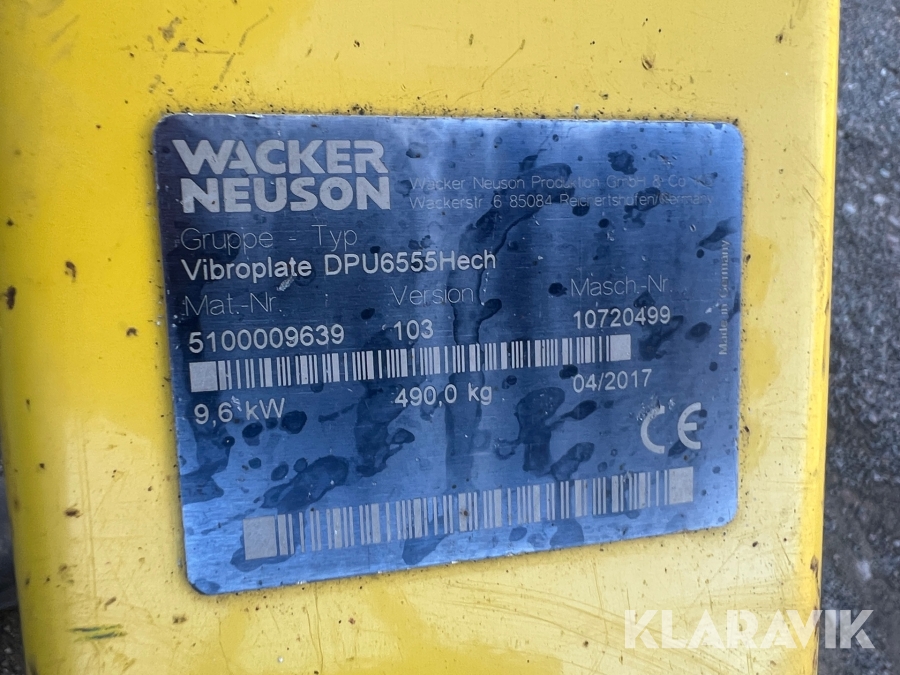 WACKER
NEUSON
Wacker Neuson Produktion GmbH & Co
Wackerstr. 6 85084 Reichertshofen/Germany
Gruppe - Typ
Vibroplate DPU6555Hech
Mat.-Nr. Version Masch.-Nr.
5100009639 103 10720499
9,6 kW 490,0 kg 04/2017
CE
Made in Germany
KLARAVIK